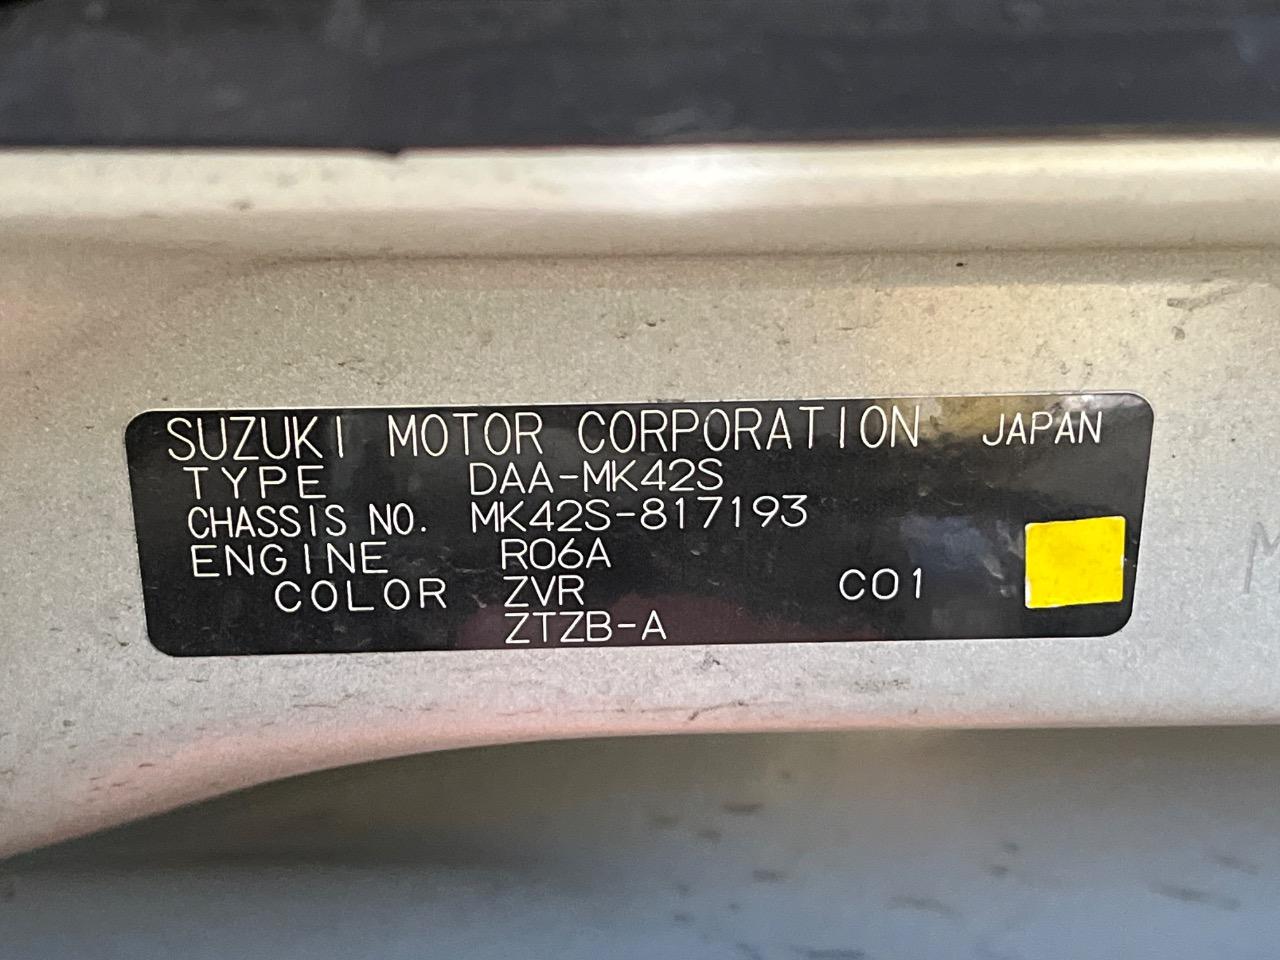 SUZUKI MOTOR CORPORATION JAPAN
TYPE DAA-MK42S
CHASSIS NO. MK42S-817193
ENGINE R06A
COLOR ZVR C01
ZTZB-A